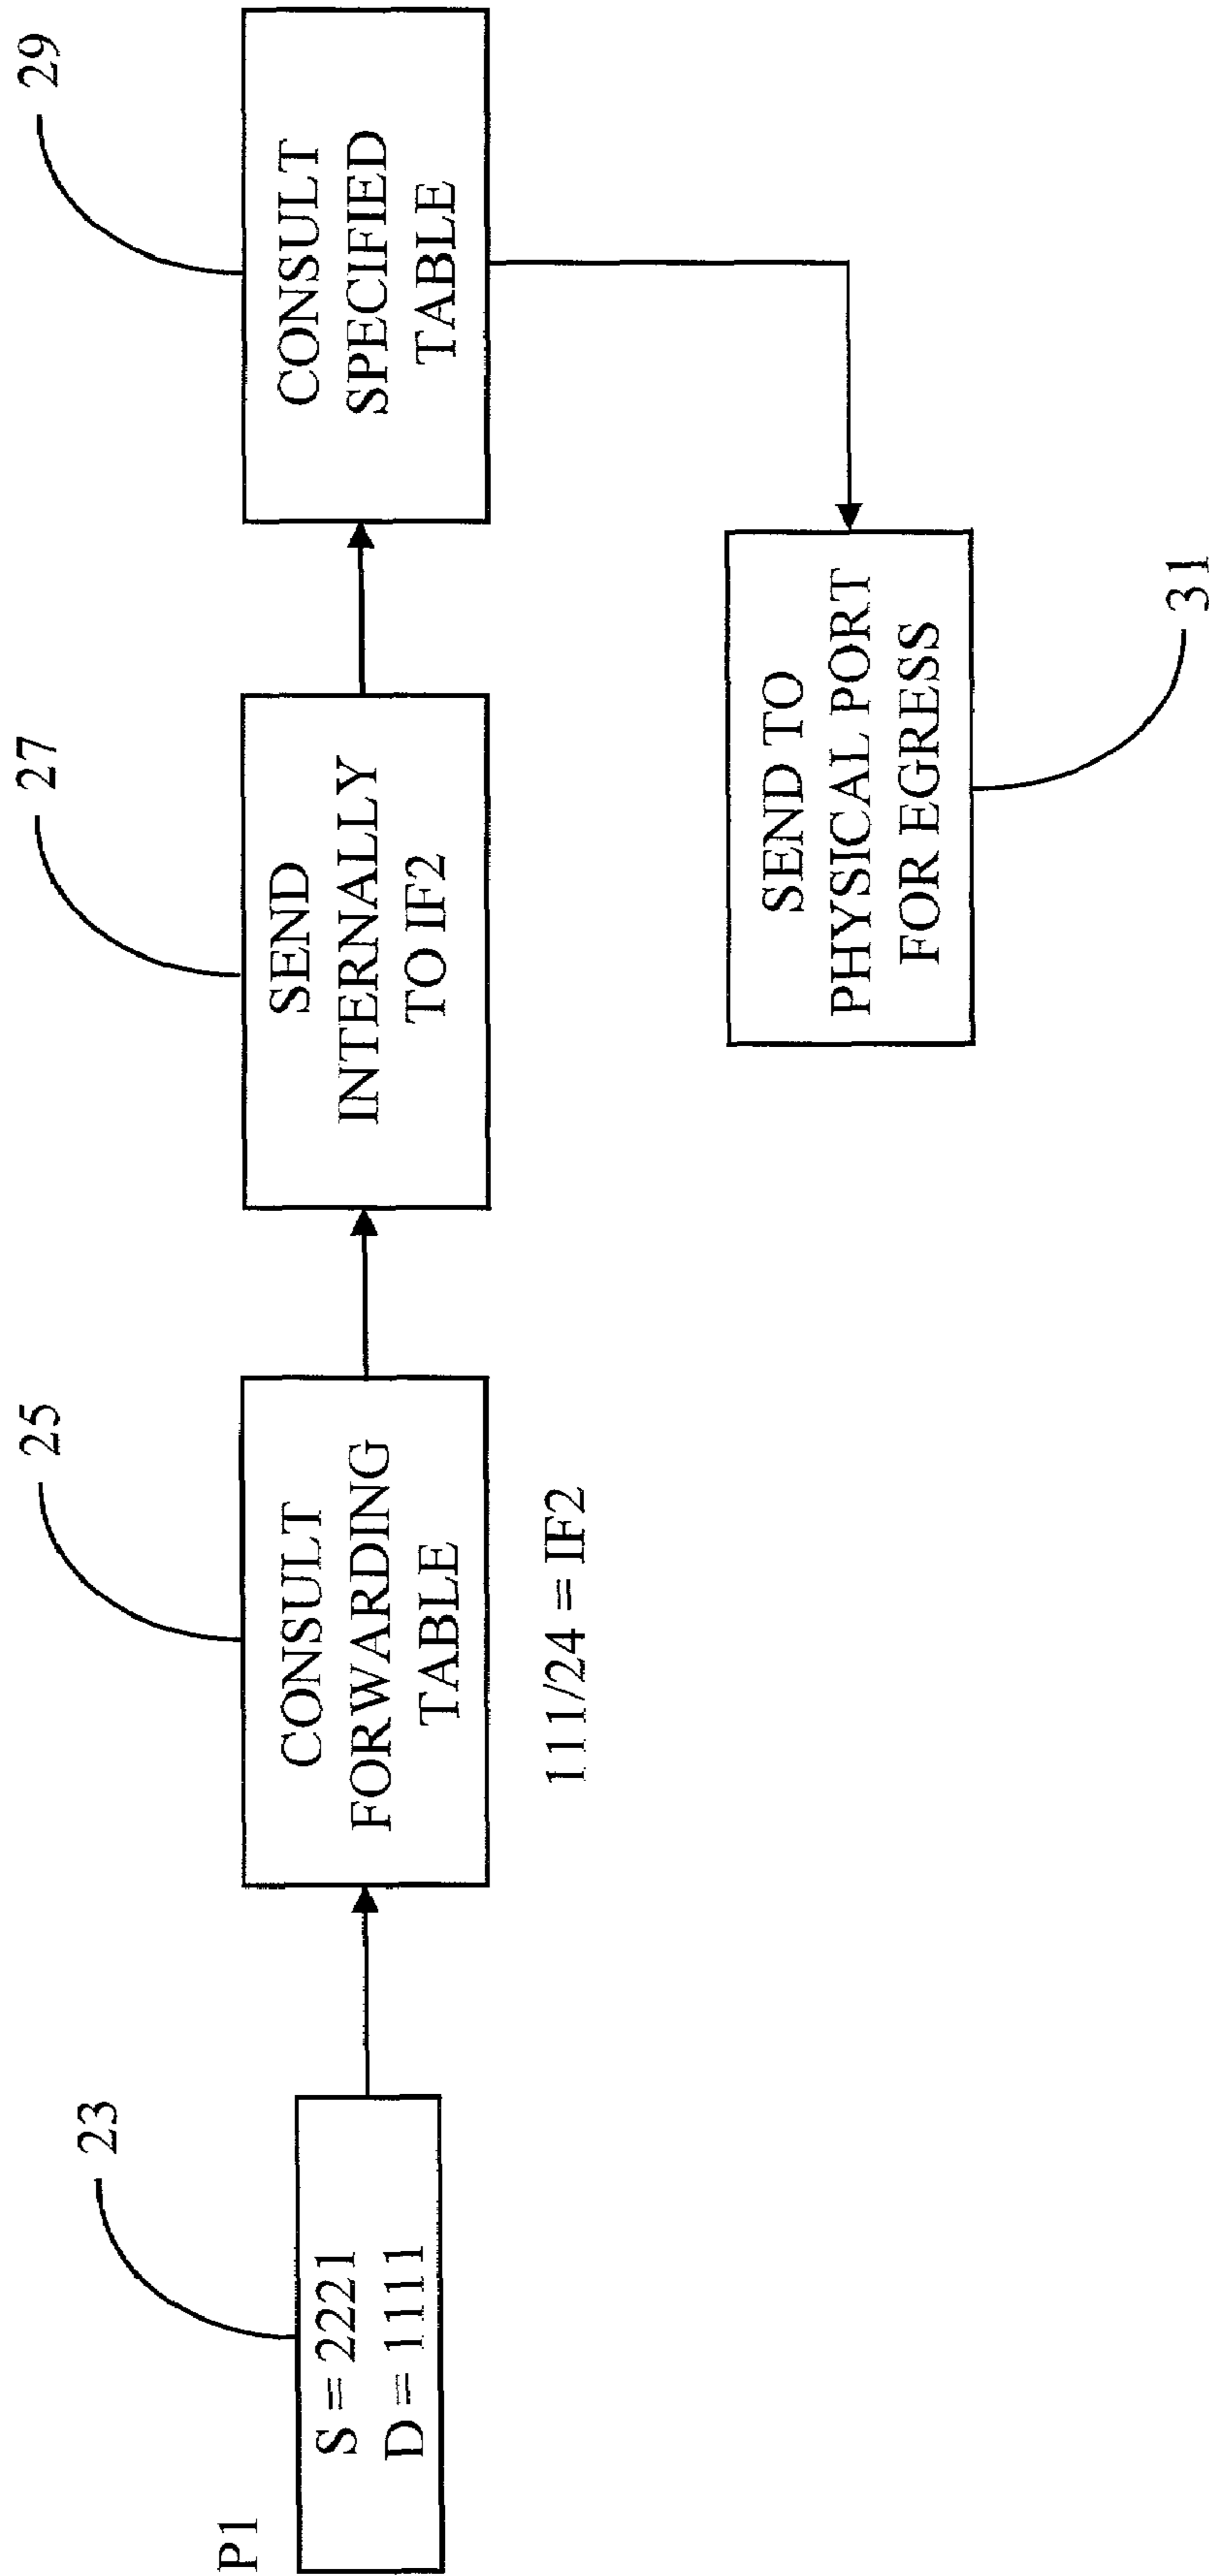 P1
23
S = 2221
D = 1111
25
CONSULT
FORWARDING
TABLE
111/24 = IF2
27
SEND
INTERNALLY
TO IF2
29
CONSULT
SPECIFIED
TABLE
SEND TO
PHYSICAL PORT
FOR EGRESS
31